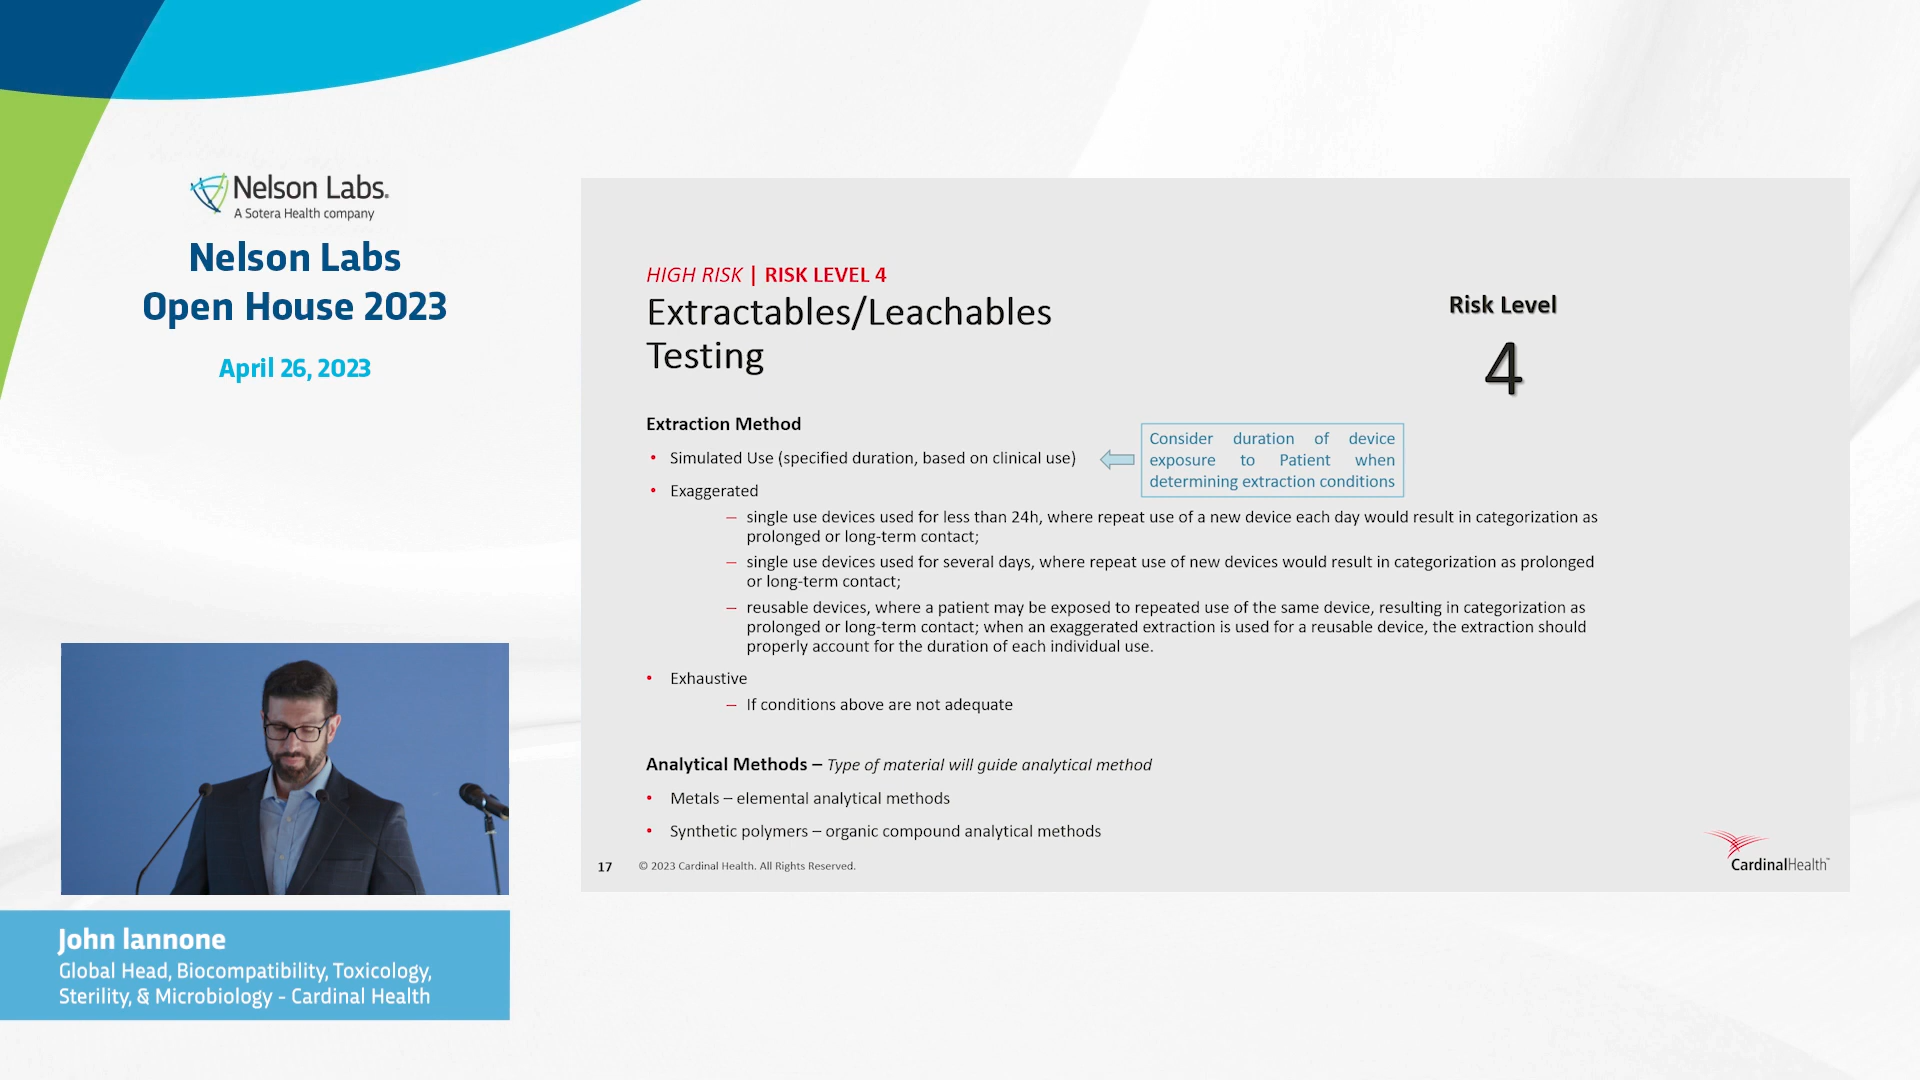 Nelson Labs®
A Sotera Health company
Nelson Labs
Open House 2023
April 26, 2023
HIGH RISK | RISK LEVEL 4
Extractables/Leachables
Testing
Risk Level
4
Extraction Method
• Simulated Use (specified duration, based on clinical use)
Consider duration of device
exposure to Patient when
determining extraction conditions
• Exaggerated
– single use devices used for less than 24h, where repeat use of a new device each day would result in categorization as
prolonged or long-term contact;
– single use devices used for several days, where repeat use of new devices would result in categorization as prolonged
or long-term contact;
– reusable devices, where a patient may be exposed to repeated use of the same device, resulting in categorization as
prolonged or long-term contact; when an exaggerated extraction is used for a reusable device, the extraction should
properly account for the duration of each individual use.
• Exhaustive
– If conditions above are not adequate
Analytical Methods – Type of material will guide analytical method
• Metals – elemental analytical methods
• Synthetic polymers – organic compound analytical methods
17 © 2023 Cardinal Health. All Rights Reserved.
CardinalHealth™
John Iannone
Global Head, Biocompatibility, Toxicology,
Sterility, & Microbiology - Cardinal Health